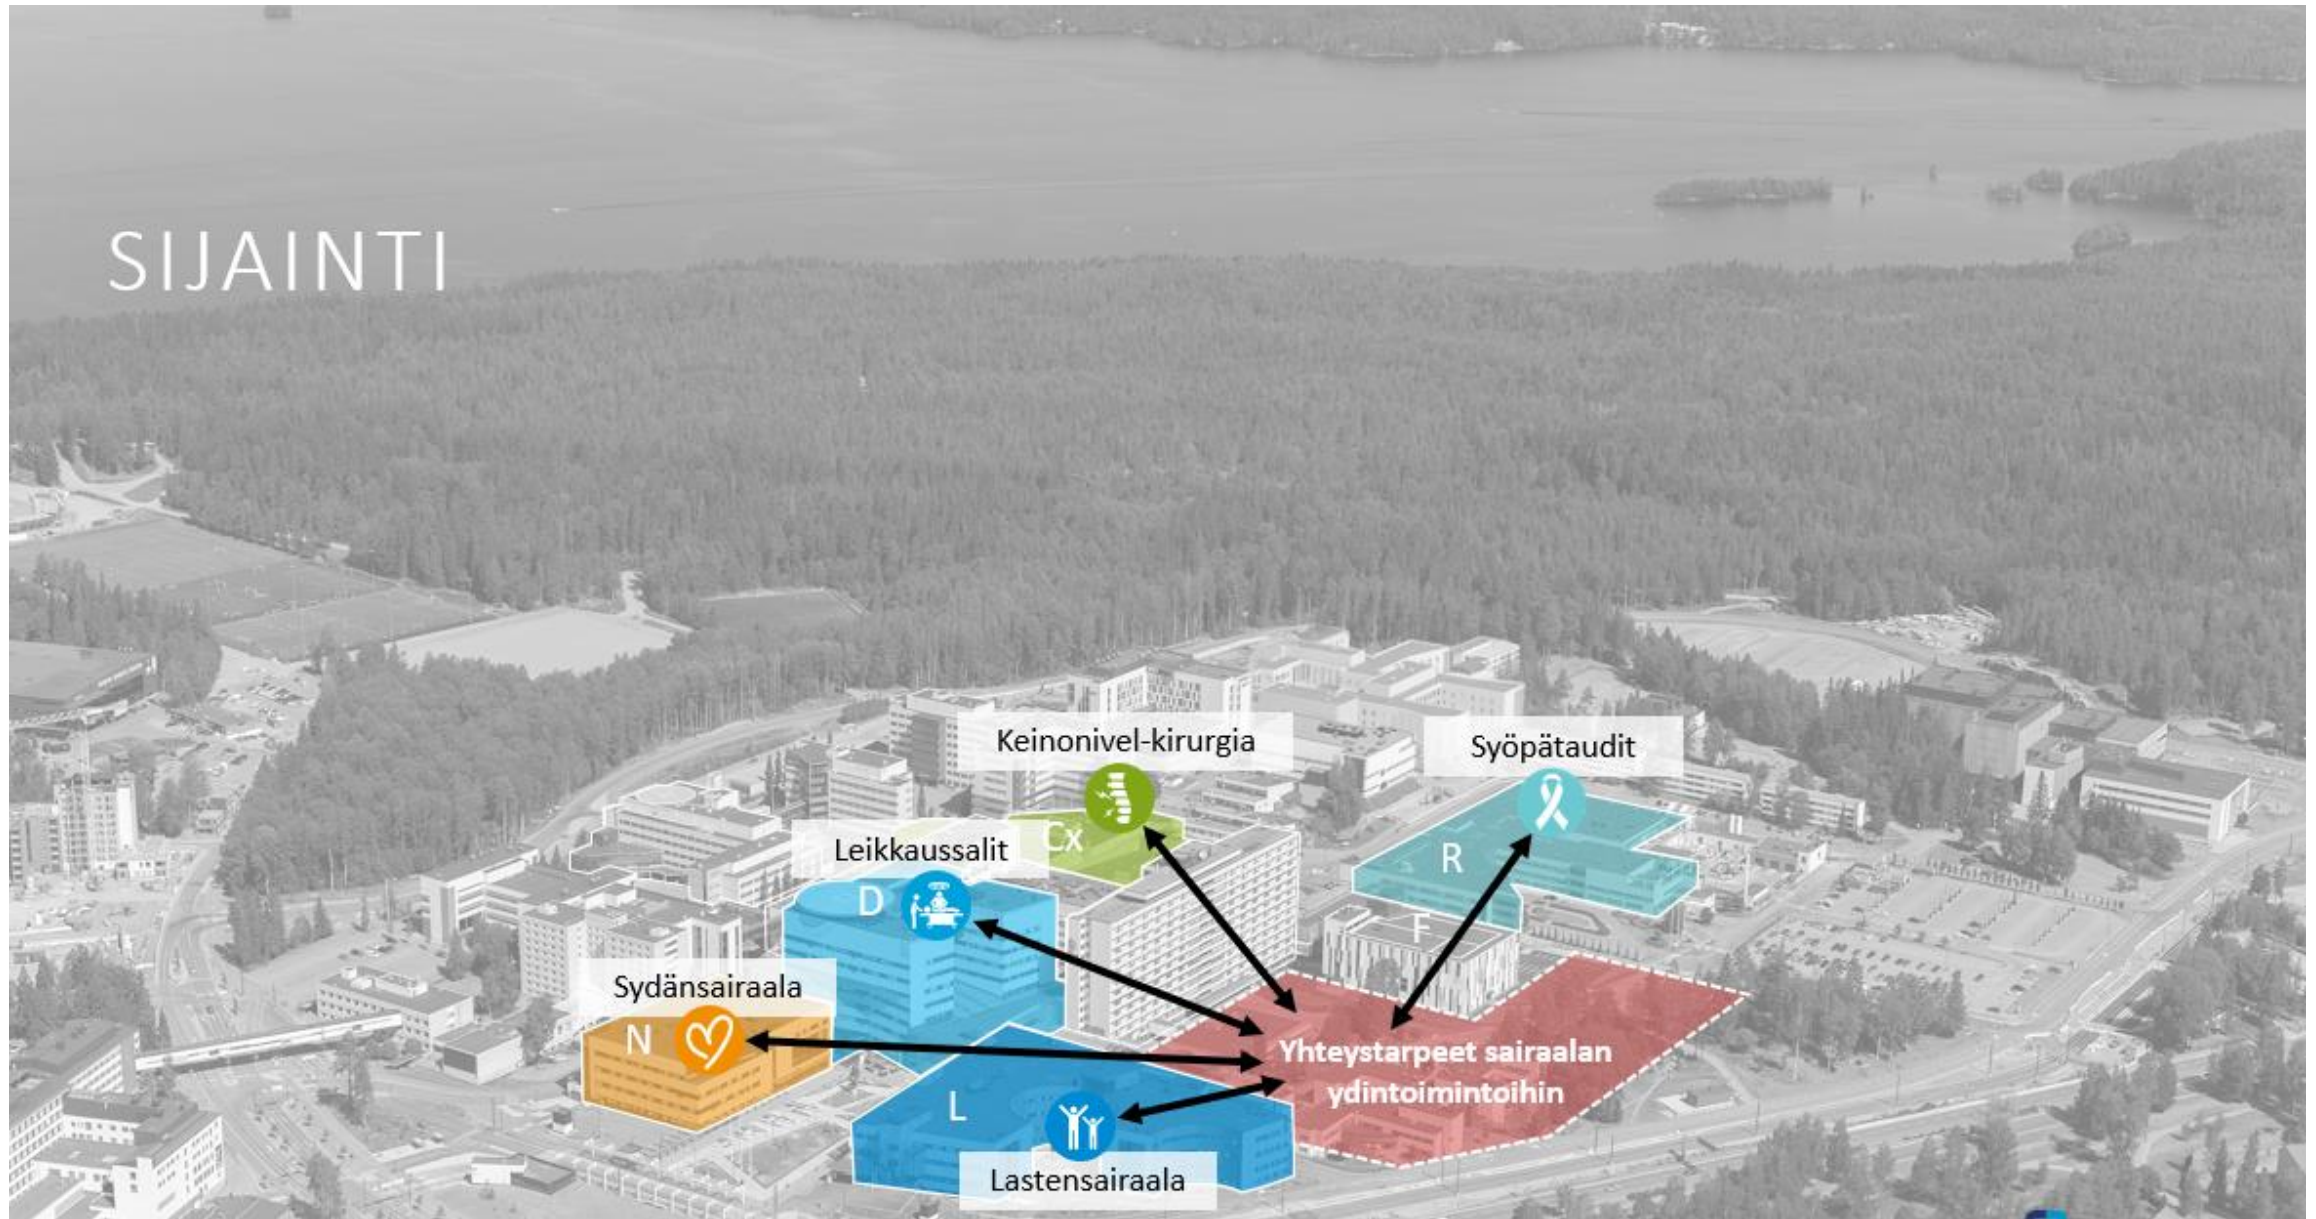 SIJAINTI
Keinonivel-kirurgia
Syöpätaudit
Cx
Leikkaussalit
R
D
F
Sydänsairaala
N
Yhteystarpeet sairaalan
ydintoimintoihin
L
Lastensairaala